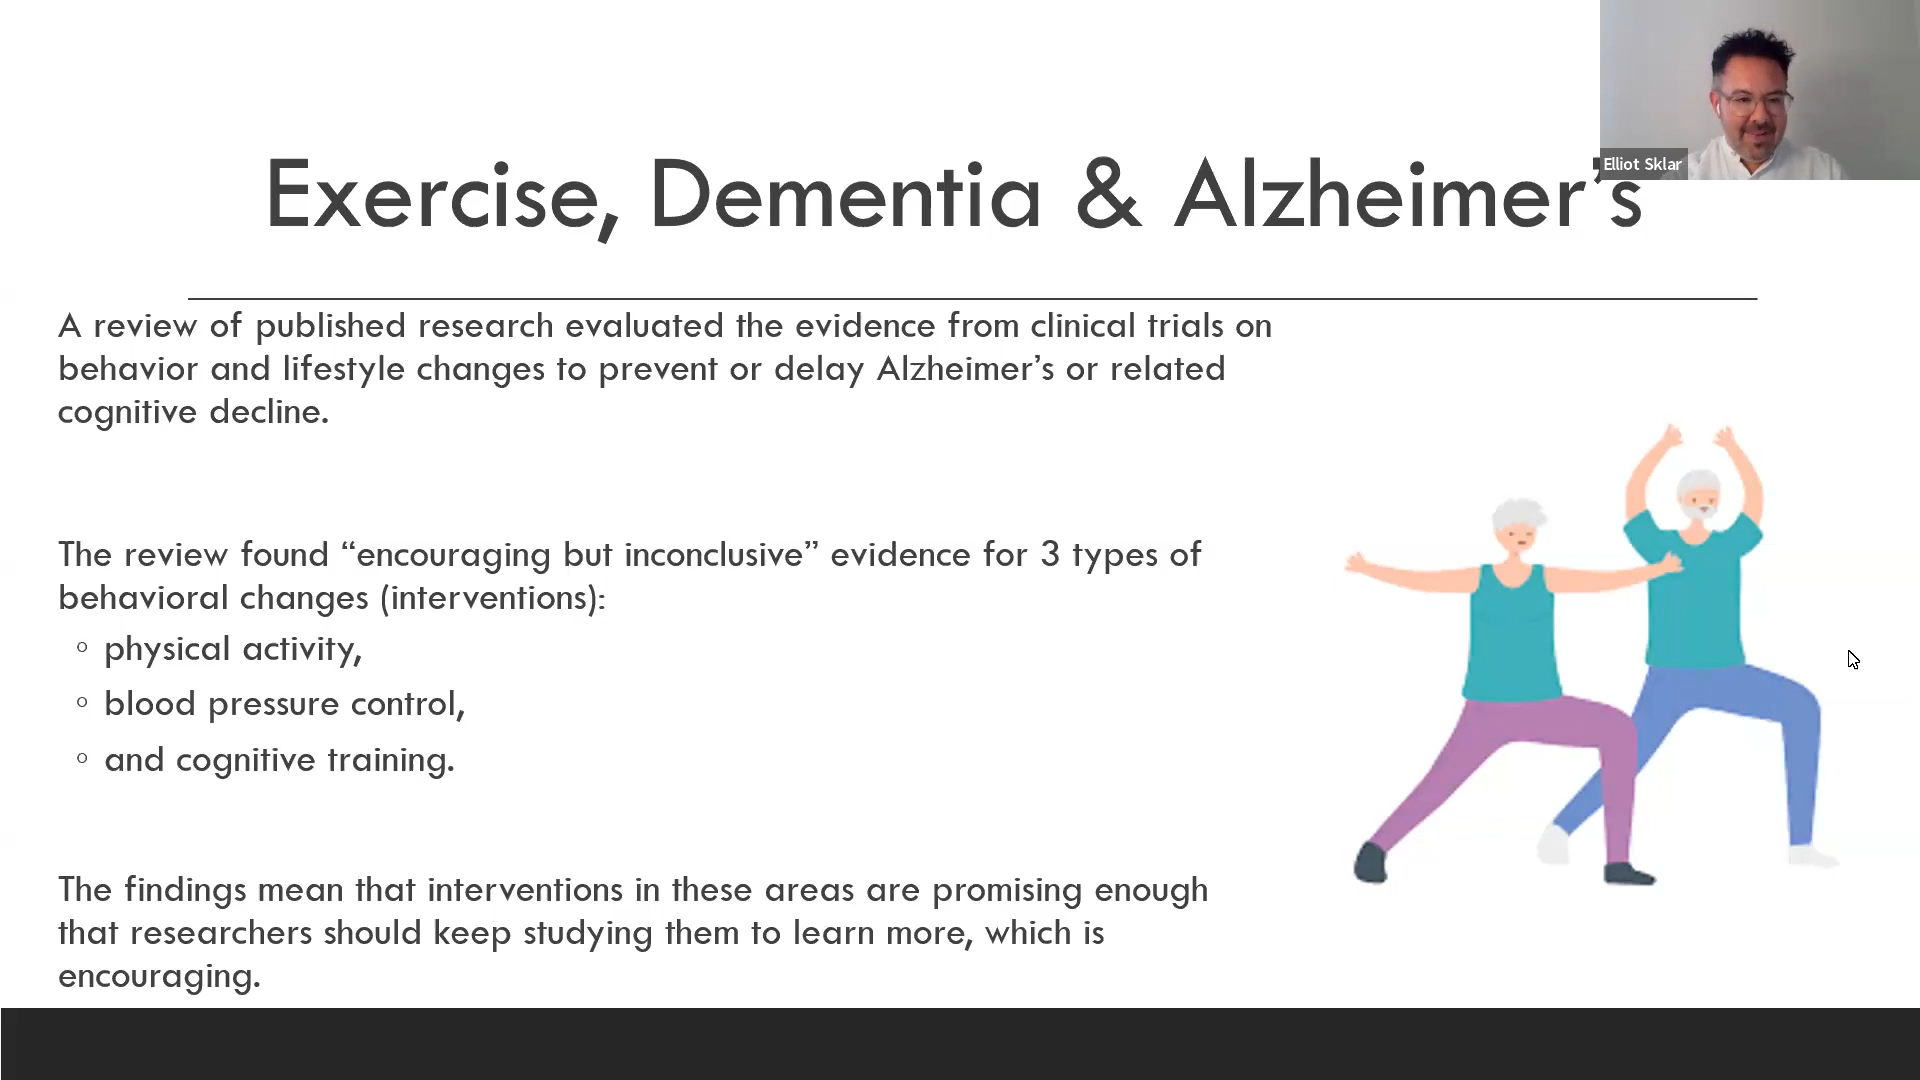 Elliot Sklar
Exercise, Dementia & Alzheimer’s
A review of published research evaluated the evidence from clinical trials on
behavior and lifestyle changes to prevent or delay Alzheimer’s or related
cognitive decline.
The review found “encouraging but inconclusive” evidence for 3 types of
behavioral changes (interventions):
◦ physical activity,
◦ blood pressure control,
◦ and cognitive training.
The findings mean that interventions in these areas are promising enough
that researchers should keep studying them to learn more, which is
encouraging.